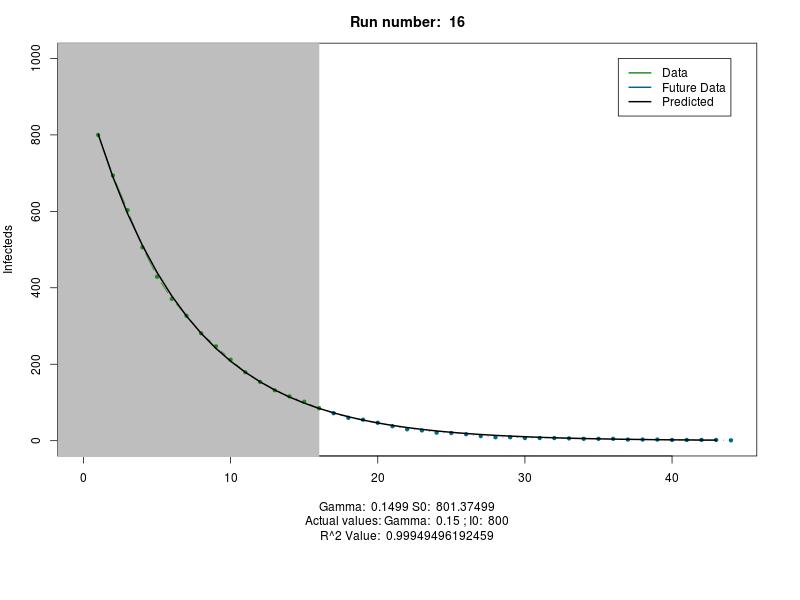 Run number: 16
1000
800
600
400
200
0
Infecteds
Data
Future Data
Predicted
0 10 20 30 40
Gamma: 0.1499 S0: 801.37499
Actual values: Gamma: 0.15 ; I0: 800
R^2 Value: 0.99949496192459